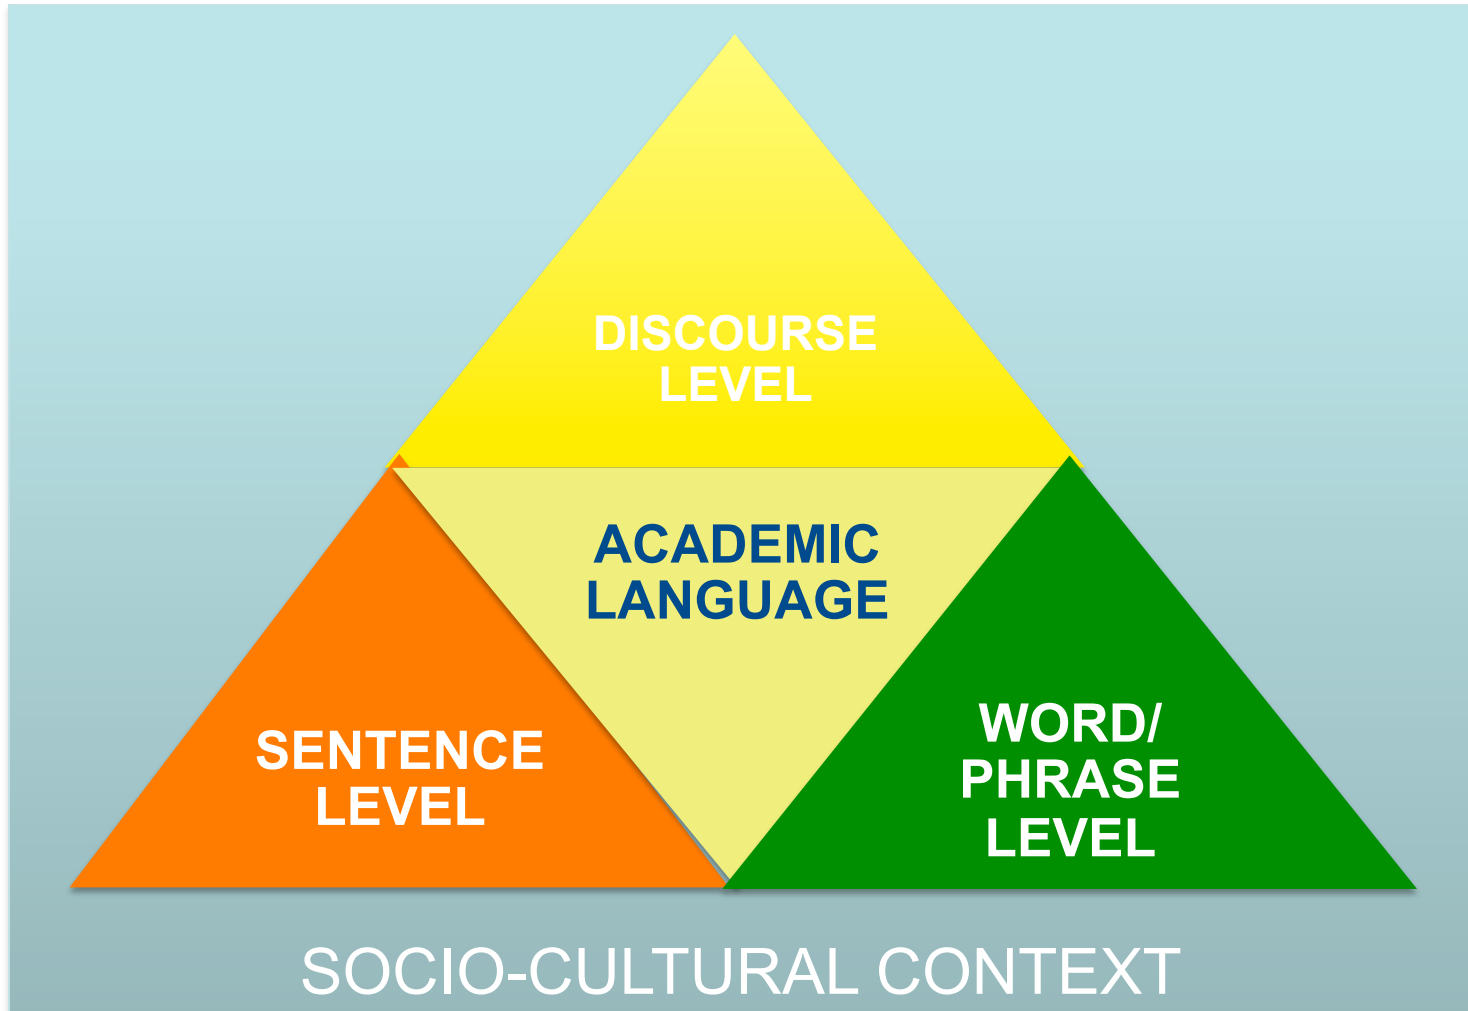 DISCOURSE
LEVEL
ACADEMIC
LANGUAGE
SENTENCE
LEVEL
WORD/
PHRASE
LEVEL
SOCIO-CULTURAL CONTEXT